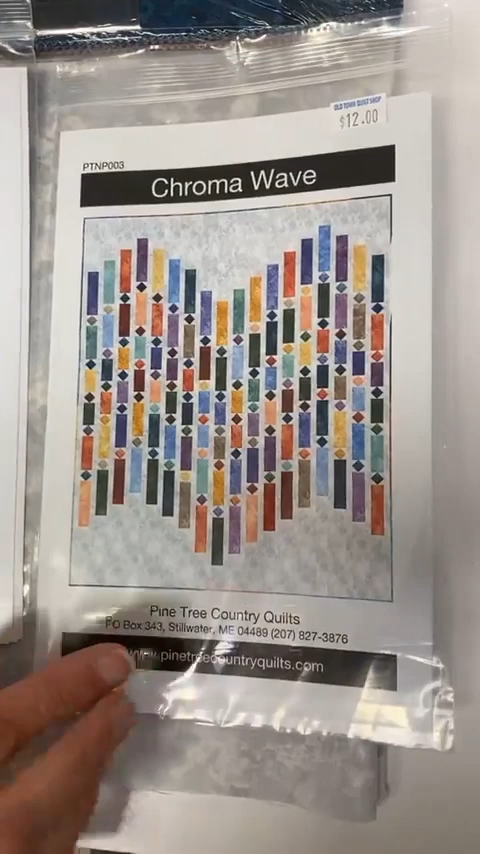 OLD TOWN QUILT SHOP
$12.00
PTNP003
Chroma Wave
Pine Tree Country Quilts
PO Box 343, Stillwater, ME 04489 (207) 827-3876
www.pinetreecountryquilts.com